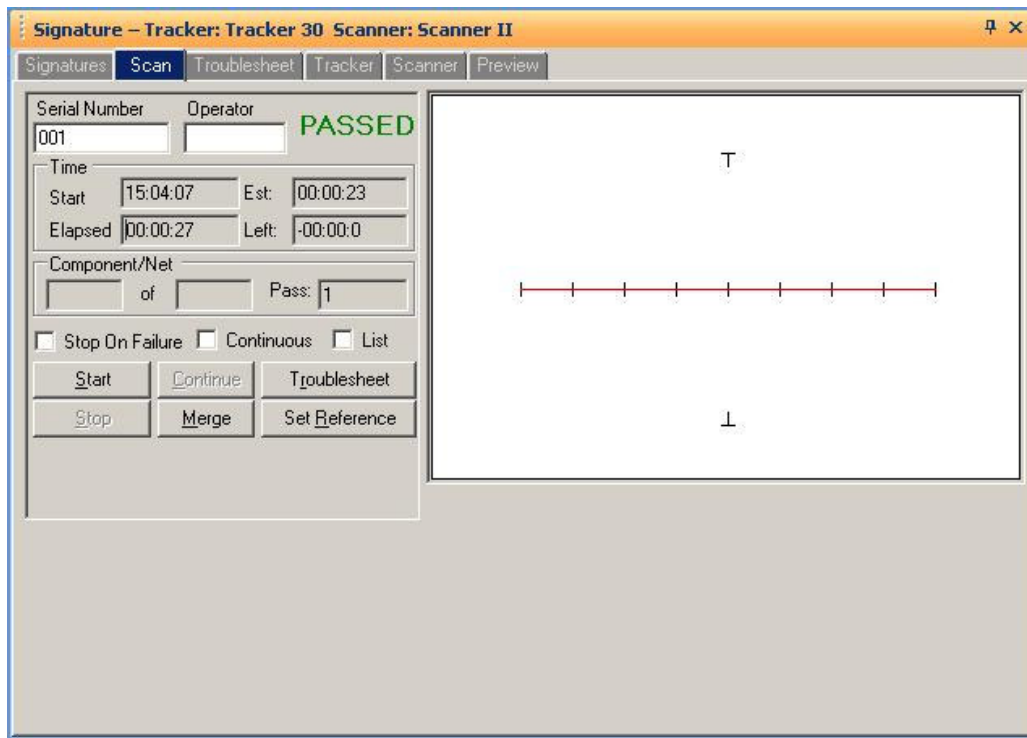 Signature – Tracker: Tracker 30 Scanner: Scanner II
Signatures Scan Troublesheet Tracker Scanner Preview
Serial Number Operator
001
PASSED
Time
Start 15:04:07 Est: 00:00:23
Elapsed 00:00:27 Left: -00:00:0
Component/Net
of Pass: 1
Stop On Failure Continuous List
Start Continue Troublesheet
Stop Merge Set Reference